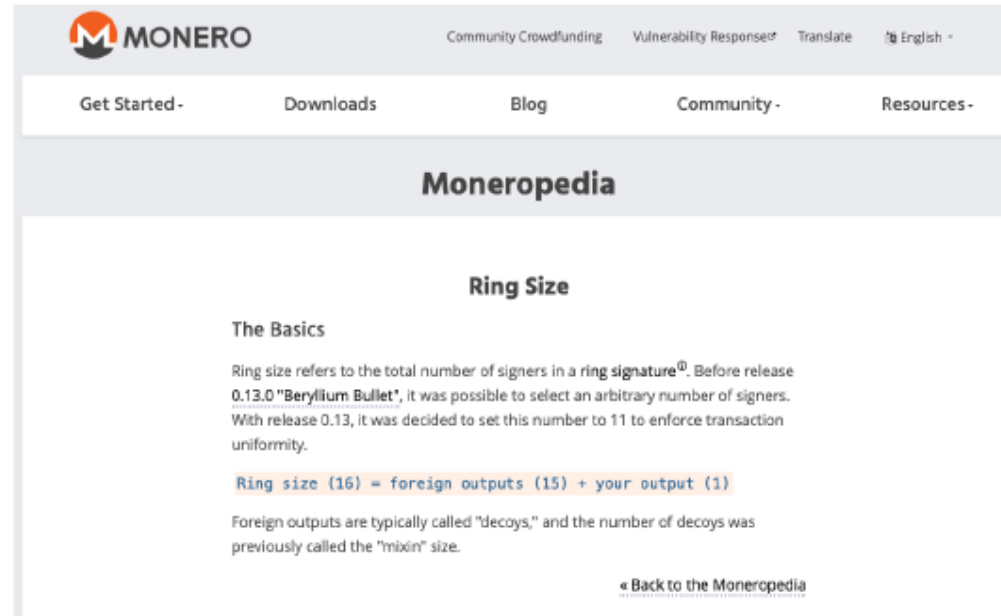 MONERO
Community Crowdfunding Vulnerability Response Translate English
Get Started Downloads Blog Community Resources
Moneropedia
Ring Size
The Basics
Ring size refers to the total number of signers in a ring signature. Before release
0.13.0 "Beryllium Bullet", it was possible to select an arbitrary number of signers.
With release 0.13, it was decided to set this number to 11 to enforce transaction
uniformity.
Ring size (16) = foreign outputs (15) + your output (1)
Foreign outputs are typically called "decoys," and the number of decoys was
previously called the "mixin" size.
« Back to the Moneropedia